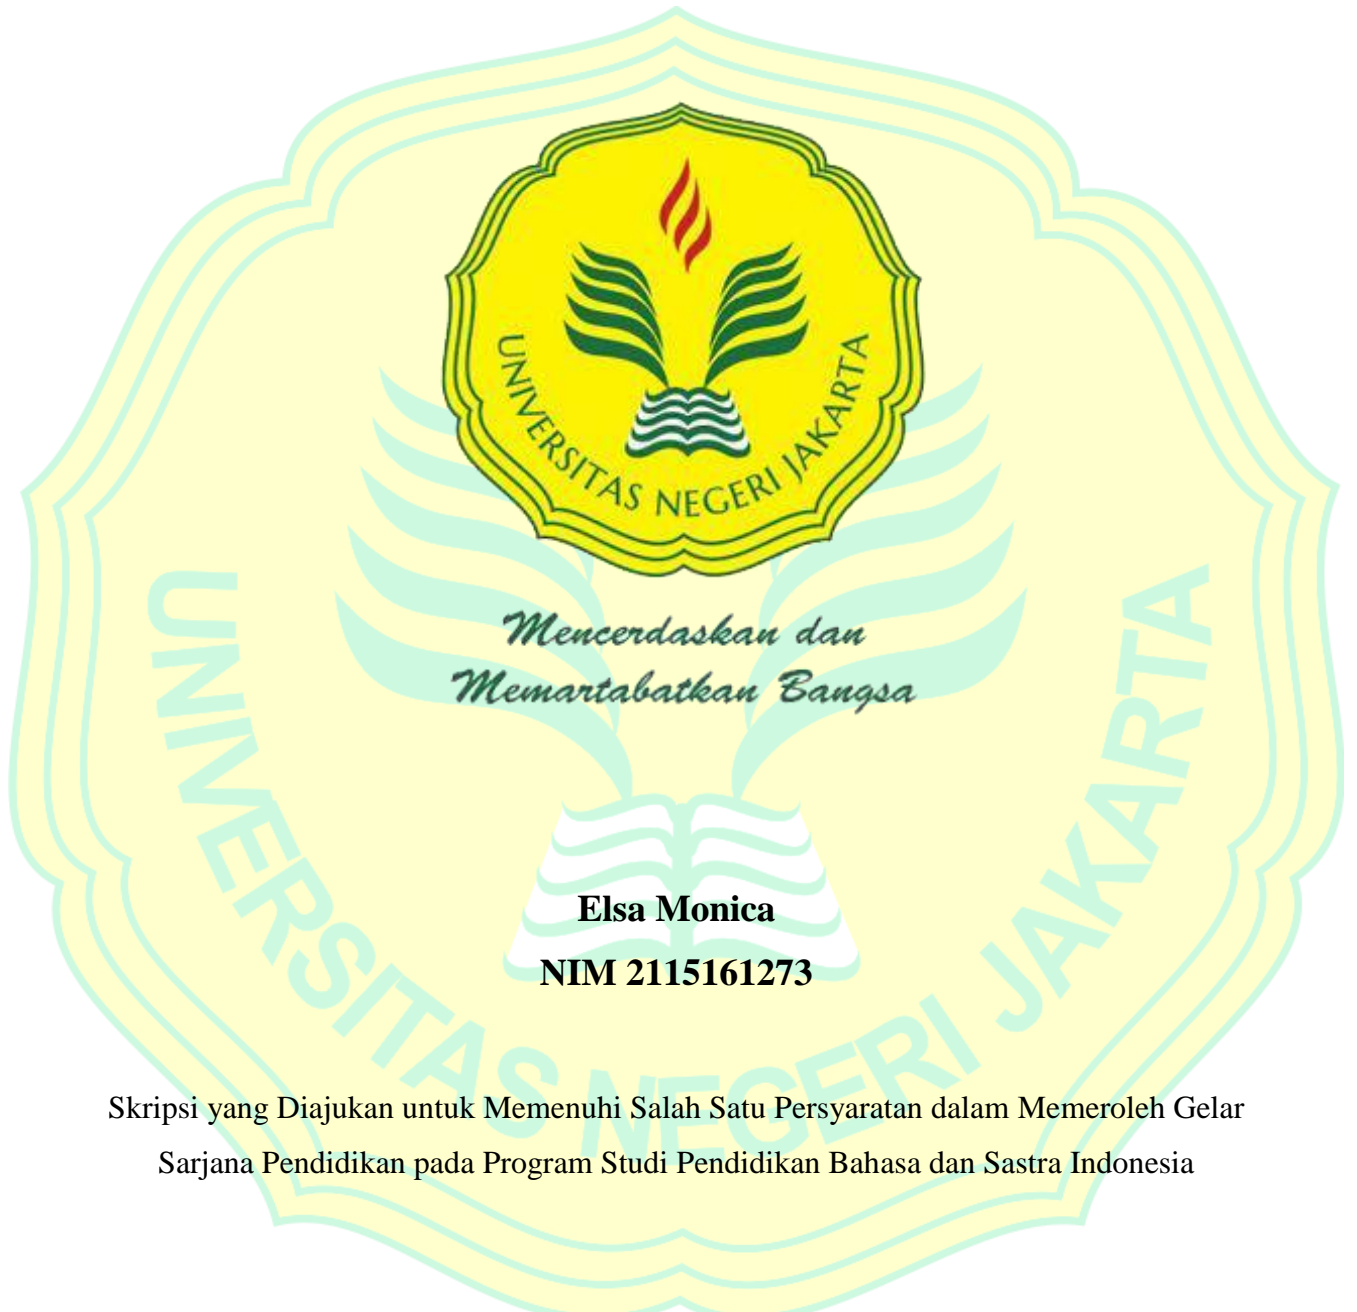 UNIVERSITAS NEGERI JAKARTA
Mencerdaskan dan
Memartabatkan Bangsa
UNIVERSITAS NEGERI JAKARTA
Elsa Monica
NIM 2115161273
Skripsi yang Diajukan untuk Memenuhi Salah Satu Persyaratan dalam Memeroleh Gelar
Sarjana Pendidikan pada Program Studi Pendidikan Bahasa dan Sastra Indonesia